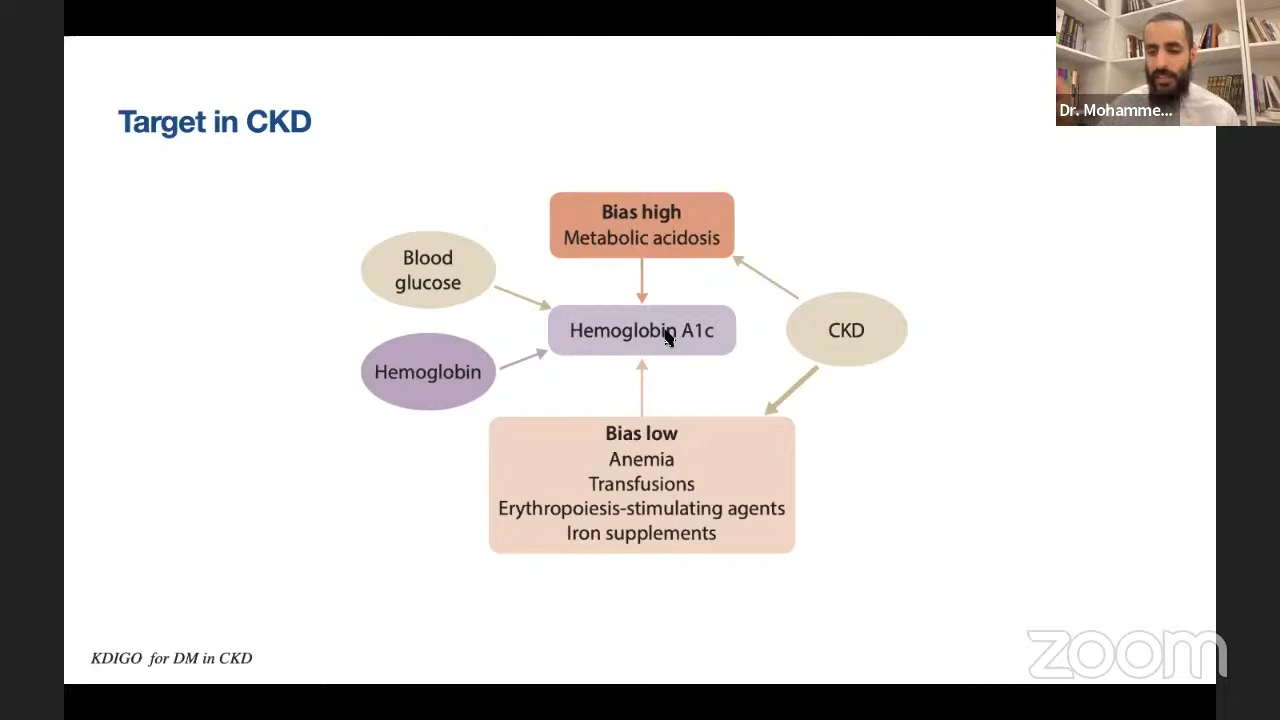 Target in CKD
Dr. Mohamme...
Bias high
Metabolic acidosis
Blood
glucose
Hemoglobin A1c
CKD
Hemoglobin
Bias low
Anemia
Transfusions
Erythropoiesis-stimulating agents
Iron supplements
KDIGO for DM in CKD
zoom